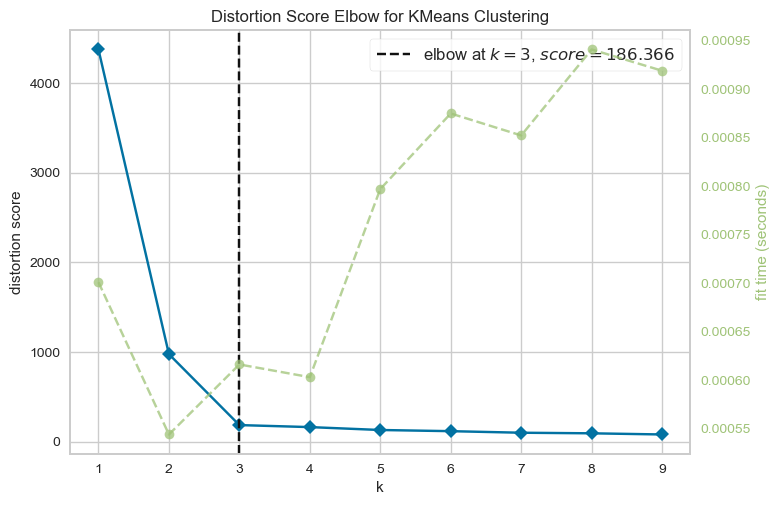 Distortion Score Elbow for KMeans Clustering
elbow at k = 3, score = 186.366
distortion score
4000
3000
2000
1000
0
1 2 3 4 5 6 7 8 9
k
0.00095
0.00090
0.00085
0.00080
0.00075
0.00070
0.00065
0.00060
0.00055
fit time (seconds)